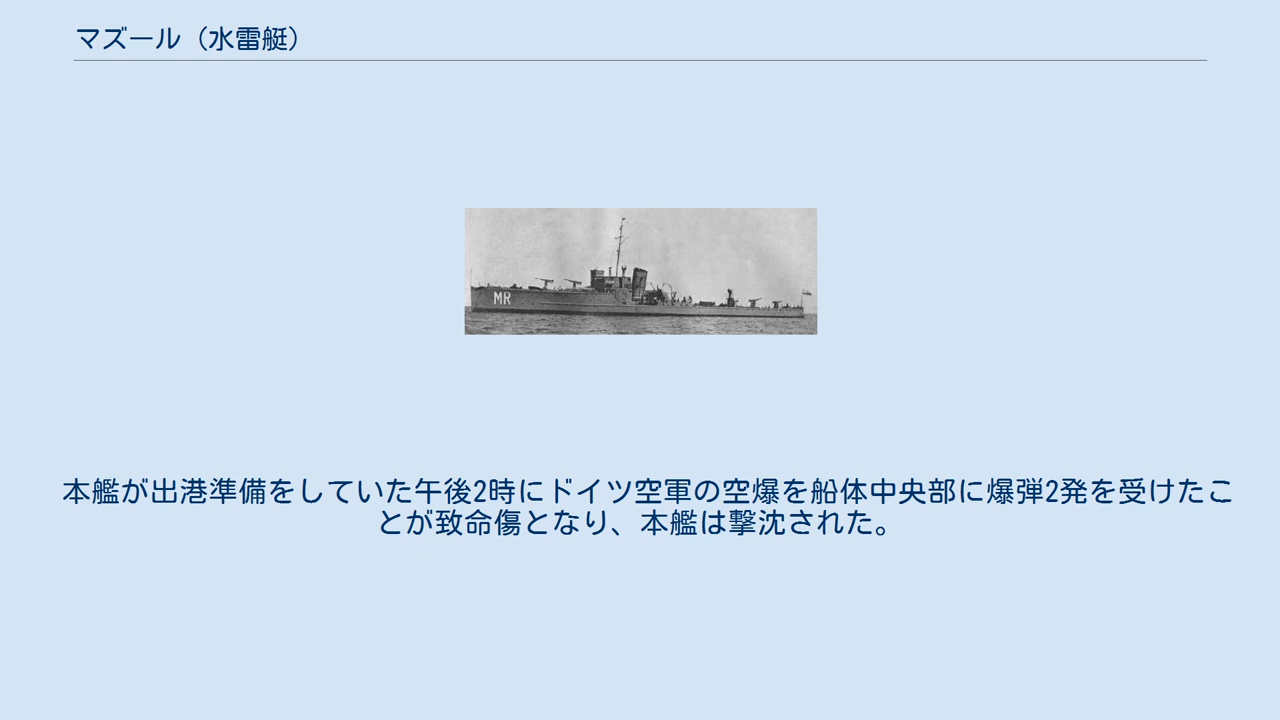 マズール（水雷艇）
MR
本艦が出港準備をしていた午後2時にドイツ空軍の空爆を船体中央部に爆弾2発を受けたこ
とが致命傷となり、本艦は撃沈された。